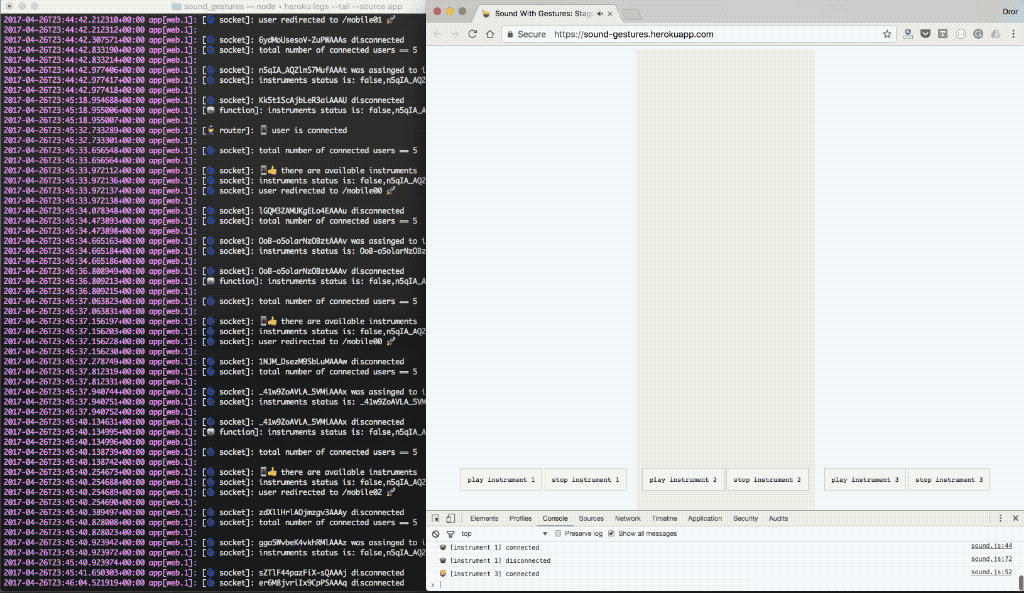 sound_gestures — node • heroku logs --tail --source app
2017-04-26T23:44:42.212310+00:00 app[web.1]: [ socket]: user redirected to /mobile01
2017-04-26T23:44:42.212312+00:00 app[web.1]:
2017-04-26T23:44:42.307571+00:00 app[web.1]: [ socket]: 6ydMoUsesoV-ZuPWAAAs disconnected
2017-04-26T23:44:42.833190+00:00 app[web.1]: [ socket]: total number of connected users == 5
2017-04-26T23:44:42.833214+00:00 app[web.1]:
2017-04-26T23:44:42.977406+00:00 app[web.1]: [ socket]: n5qIA_AQZlmS7MufAAAt was assinged to i
2017-04-26T23:44:42.977417+00:00 app[web.1]: [ socket]: instruments status is: false,n5qIA_AQZ
2017-04-26T23:44:42.977418+00:00 app[web.1]:
2017-04-26T23:45:18.954688+00:00 app[web.1]: [ socket]: Kk5t1ScAjbLeR3aiAAAU disconnected
2017-04-26T23:45:18.955006+00:00 app[web.1]: [ function]: instruments status is: false,n5qIA_A
2017-04-26T23:45:18.955007+00:00 app[web.1]:
2017-04-26T23:45:32.733289+00:00 app[web.1]: [ router]: user is connected
2017-04-26T23:45:32.733301+00:00 app[web.1]:
2017-04-26T23:45:33.656548+00:00 app[web.1]: [ socket]: total number of connected users == 5
2017-04-26T23:45:33.656564+00:00 app[web.1]:
2017-04-26T23:45:33.972112+00:00 app[web.1]: [ socket]: there are available instruments
2017-04-26T23:45:33.972136+00:00 app[web.1]: [ socket]: instruments status is: false,n5qIA_AQZ
2017-04-26T23:45:33.972137+00:00 app[web.1]: [ socket]: user redirected to /mobile00
2017-04-26T23:45:33.972138+00:00 app[web.1]:
2017-04-26T23:45:34.078348+00:00 app[web.1]: [ socket]: lGQM3ZAMUKgELo4EAAAu disconnected
2017-04-26T23:45:34.473893+00:00 app[web.1]: [ socket]: total number of connected users == 5
2017-04-26T23:45:34.473898+00:00 app[web.1]:
2017-04-26T23:45:34.665163+00:00 app[web.1]: [ socket]: OoB-o5olarNzOBztAAAv was assinged to i
2017-04-26T23:45:34.665184+00:00 app[web.1]: [ socket]: instruments status is: OoB-o5olarNzOBz
2017-04-26T23:45:34.665186+00:00 app[web.1]:
2017-04-26T23:45:36.808949+00:00 app[web.1]: [ socket]: OoB-o5olarNzOBztAAAv disconnected
2017-04-26T23:45:36.809213+00:00 app[web.1]: [ function]: instruments status is: false,n5qIA_A
2017-04-26T23:45:36.809215+00:00 app[web.1]:
2017-04-26T23:45:37.063823+00:00 app[web.1]: [ socket]: total number of connected users == 5
2017-04-26T23:45:37.063831+00:00 app[web.1]:
2017-04-26T23:45:37.156197+00:00 app[web.1]: [ socket]: there are available instruments
2017-04-26T23:45:37.156203+00:00 app[web.1]: [ socket]: instruments status is: false,n5qIA_AQZ
2017-04-26T23:45:37.156228+00:00 app[web.1]: [ socket]: user redirected to /mobile00
2017-04-26T23:45:37.156230+00:00 app[web.1]:
2017-04-26T23:45:37.278749+00:00 app[web.1]: [ socket]: 1NJM_DsezM9SbLuMAAAw disconnected
2017-04-26T23:45:37.812319+00:00 app[web.1]: [ socket]: total number of connected users == 5
2017-04-26T23:45:37.812331+00:00 app[web.1]:
2017-04-26T23:45:37.940744+00:00 app[web.1]: [ socket]: _41w9ZoAVLA_5VMiAAAx was assinged to i
2017-04-26T23:45:37.940751+00:00 app[web.1]: [ socket]: instruments status is: _41w9ZoAVLA_5VM
2017-04-26T23:45:37.940752+00:00 app[web.1]:
2017-04-26T23:45:40.134631+00:00 app[web.1]: [ socket]: _41w9ZoAVLA_5VMiAAAx disconnected
2017-04-26T23:45:40.134995+00:00 app[web.1]: [ function]: instruments status is: false,n5qIA_A
2017-04-26T23:45:40.134996+00:00 app[web.1]:
2017-04-26T23:45:40.138739+00:00 app[web.1]: [ socket]: total number of connected users == 5
2017-04-26T23:45:40.138742+00:00 app[web.1]:
2017-04-26T23:45:40.254673+00:00 app[web.1]: [ socket]: there are available instruments
2017-04-26T23:45:40.254688+00:00 app[web.1]: [ socket]: instruments status is: false,n5qIA_AQZ
2017-04-26T23:45:40.254689+00:00 app[web.1]: [ socket]: user redirected to /mobile02
2017-04-26T23:45:40.254690+00:00 app[web.1]:
2017-04-26T23:45:40.389497+00:00 app[web.1]: [ socket]: zdXllHrlAOjmzgv3AAAy disconnected
2017-04-26T23:45:40.828008+00:00 app[web.1]: [ socket]: total number of connected users == 5
2017-04-26T23:45:40.828023+00:00 app[web.1]:
2017-04-26T23:45:40.923942+00:00 app[web.1]: [ socket]: gga5WvbeK4vkhRMlAAAz was assinged to i
2017-04-26T23:45:40.923972+00:00 app[web.1]: [ socket]: instruments status is: false,n5qIA_AQZ
2017-04-26T23:45:40.923974+00:00 app[web.1]:
2017-04-26T23:45:41.650303+00:00 app[web.1]: [ socket]: sZTlF44pazFiX-sQAAAj disconnected
2017-04-26T23:46:04.521919+00:00 app[web.1]: [ socket]: er6M8jvriIx9CpPSAAAq disconnected
Sound With Gestures: Stag
Dror
Secure https://sound-gestures.herokuapp.com
play instrument 1 stop instrument 1 play instrument 2 stop instrument 2 play instrument 3 stop instrument 3
Elements Profiles Console Sources Network Timeline Application Security Audits
top Preserve log Show all messages
[instrument 1] connected sound.js:44
[instrument 1] disconnected sound.js:72
[instrument 3] connected sound.js:52